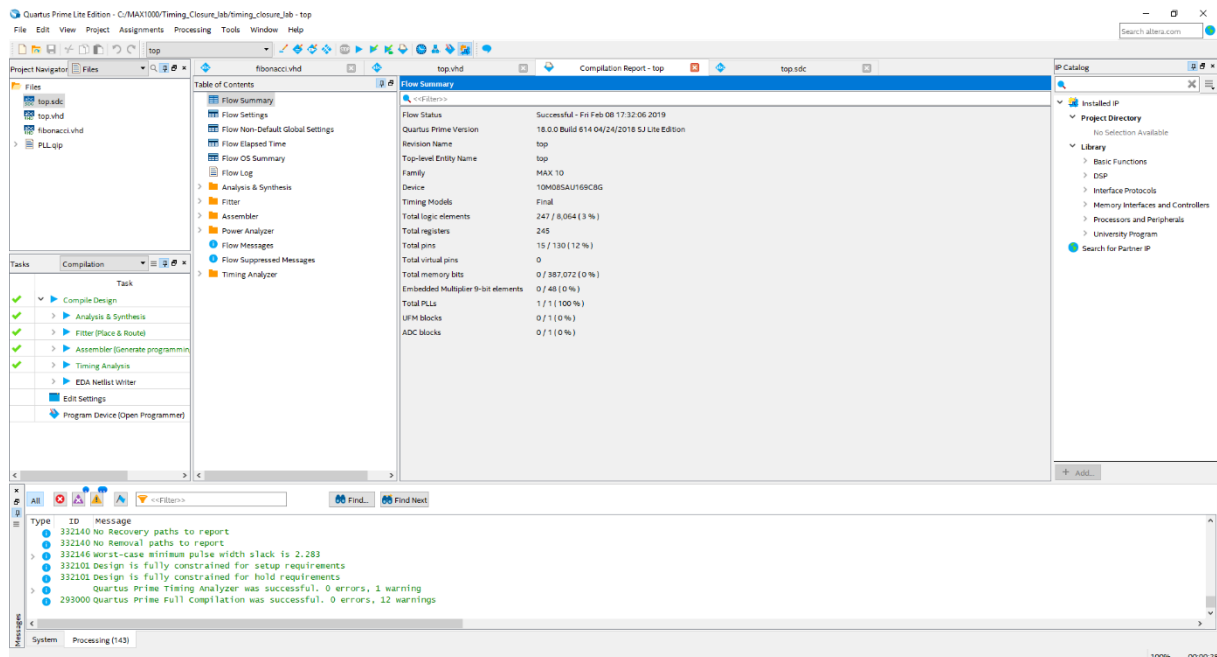 Quartus Prime Lite Edition - C:/MAX1000/Timing_Closure_lab/timing_closure_lab - top
File Edit View Project Assignments Processing Tools Window Help
Search altera.com
top
Project Navigator Files
Files
top.sdc
top.vhd
fibonacci.vhd
PLL.qip
Tasks Compilation
Task
Compile Design
Analysis & Synthesis
Fitter (Place & Route)
Assembler (Generate programmin
Timing Analysis
EDA Netlist Writer
Edit Settings
Program Device (Open Programmer)
fibonacci.vhd top.vhd Compilation Report - top top.sdc
Table of Contents
Flow Summary
Flow Settings
Flow Non-Default Global Settings
Flow Elapsed Time
Flow OS Summary
Flow Log
Analysis & Synthesis
Fitter
Assembler
Power Analyzer
Flow Messages
Flow Suppressed Messages
Timing Analyzer
Flow Summary
<<Filter>>
Flow Status Successful - Fri Feb 08 17:32:06 2019
Quartus Prime Version 18.0.0 Build 614 04/24/2018 SJ Lite Edition
Revision Name top
Top-level Entity Name top
Family MAX 10
Device 10M08SAU169C8G
Timing Models Final
Total logic elements 247 / 8,064 ( 3 % )
Total registers 245
Total pins 15 / 130 ( 12 % )
Total virtual pins 0
Total memory bits 0 / 387,072 ( 0 % )
Embedded Multiplier 9-bit elements 0 / 48 ( 0 % )
Total PLLs 1 / 1 ( 100 % )
UFM blocks 0 / 1 ( 0 % )
ADC blocks 0 / 1 ( 0 % )
IP Catalog
Installed IP
Project Directory
No Selection Available
Library
Basic Functions
DSP
Interface Protocols
Memory Interfaces and Controllers
Processors and Peripherals
University Program
Search for Partner IP
+ Add...
All <<Filter>> Find... Find Next
Type ID Message
332140 No Recovery paths to report
332140 No Removal paths to report
332146 Worst-case minimum pulse width slack is 2.283
332101 Design is fully constrained for setup requirements
332101 Design is fully constrained for hold requirements
Quartus Prime Timing Analyzer was successful. 0 errors, 1 warning
293000 Quartus Prime Full Compilation was successful. 0 errors, 12 warnings
Messages
System Processing (143)
100%